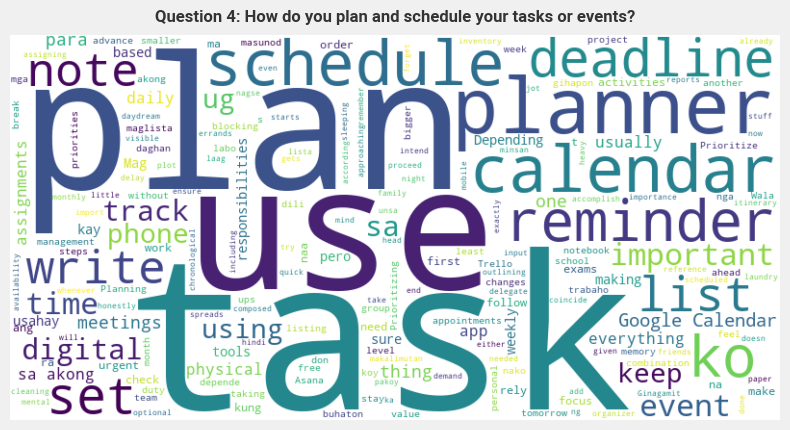 Question 4: How do you plan and schedule your tasks or events?
para advance smaller ma masunod order inventory week project already
assigning based even forget
note schedule deadline
mga akong
plan planner
daily ug gihapon activities reports another
break priorities daydream nagse jot stuff
visible maglista errands blocking s starts bigger now
daghan labo lista intend Depending usually Prioritize
Mag plot laag gets proceed minsan heavy
assignments delay responsibilities according sleeping approaching remember night mobile calendar
monthly little without ensure family one accomplish importance nga Wala
import dili unsa exactly itinerary
track use reminder
kay phone sa
management steps work chronological including naa mind pero head
write Planning try first least input notebook reference ahead
availability whenever honestly quick Prioritizing Trello outlining school scheduled laundry important
time task list
spreads ups end changes exams making trabaho
usahay meetings composed take delegate coincide
ang using listing group need appointments follow Google Calendar
digital will month hindi sure app weekly everything feel doesn
ra tools don level either given memory friends
sa akong urgent physical free makalimutan thing needed combination ko
check depende Asana koy demand personal nako rely keep na
set duty taking stay ka add focus paper
cleaning team kung pakoy make
mental optional buhaton value tomorrow ng organizer Ginagamit event done